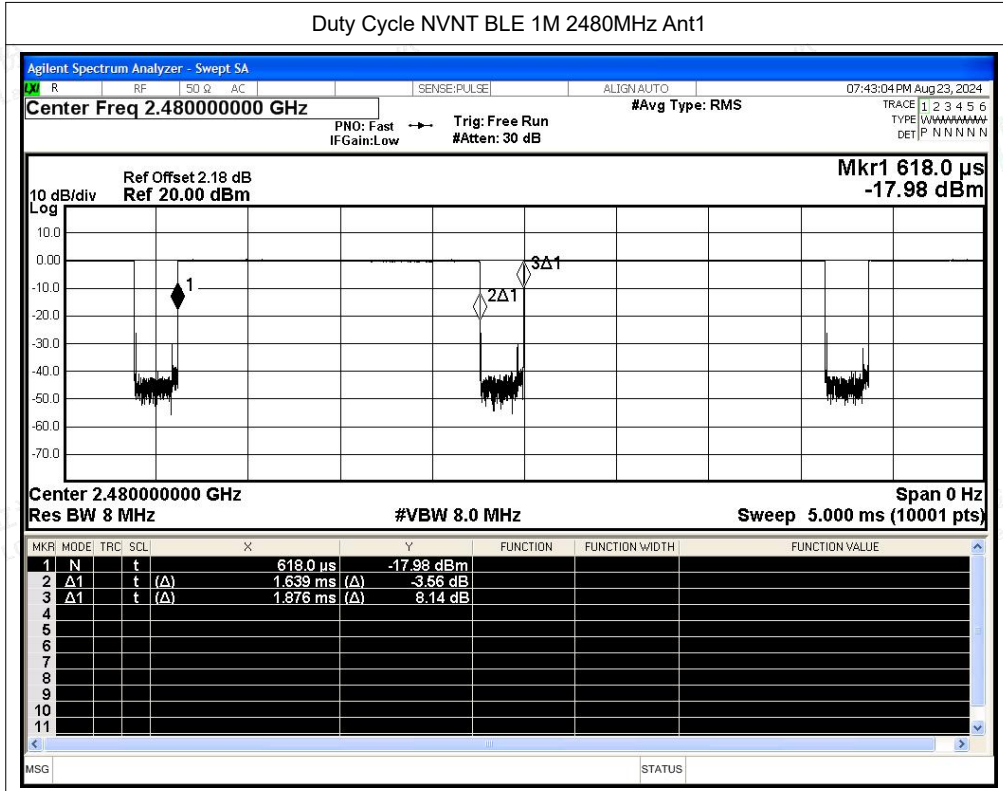 Duty Cycle NVNT BLE 1M 2480MHz Ant1
Agilent Spectrum Analyzer - Swept SA
LXI R RF 50 Ω AC SENSE:PULSE ALIGN AUTO 07:43:04 PM Aug 23, 2024
Center Freq 2.480000000 GHz #Avg Type: RMS TRACE 1 2 3 4 5 6
PNO: Fast Trig: Free Run TYPE WWWWWW
IFGain:Low #Atten: 30 dB DET P N N N N N
Mkr1 618.0 µs
Ref Offset 2.18 dB
10 dB/div Ref 20.00 dBm -17.98 dBm
Log
10.0
0.00
3Δ1
-10.0
1
2Δ1
-20.0
-30.0
-40.0
-50.0
-60.0
-70.0
Center 2.480000000 GHz Span 0 Hz
Res BW 8 MHz #VBW 8.0 MHz Sweep 5.000 ms (10001 pts)
MKR MODE TRC SCL X Y FUNCTION FUNCTION WIDTH FUNCTION VALUE
1 N t 618.0 µs -17.98 dBm
2 Δ1 t (Δ) 1.639 ms (Δ) -3.56 dB
3 Δ1 t (Δ) 1.876 ms (Δ) 8.14 dB
4
5
6
7
8
9
10
11
MSG STATUS